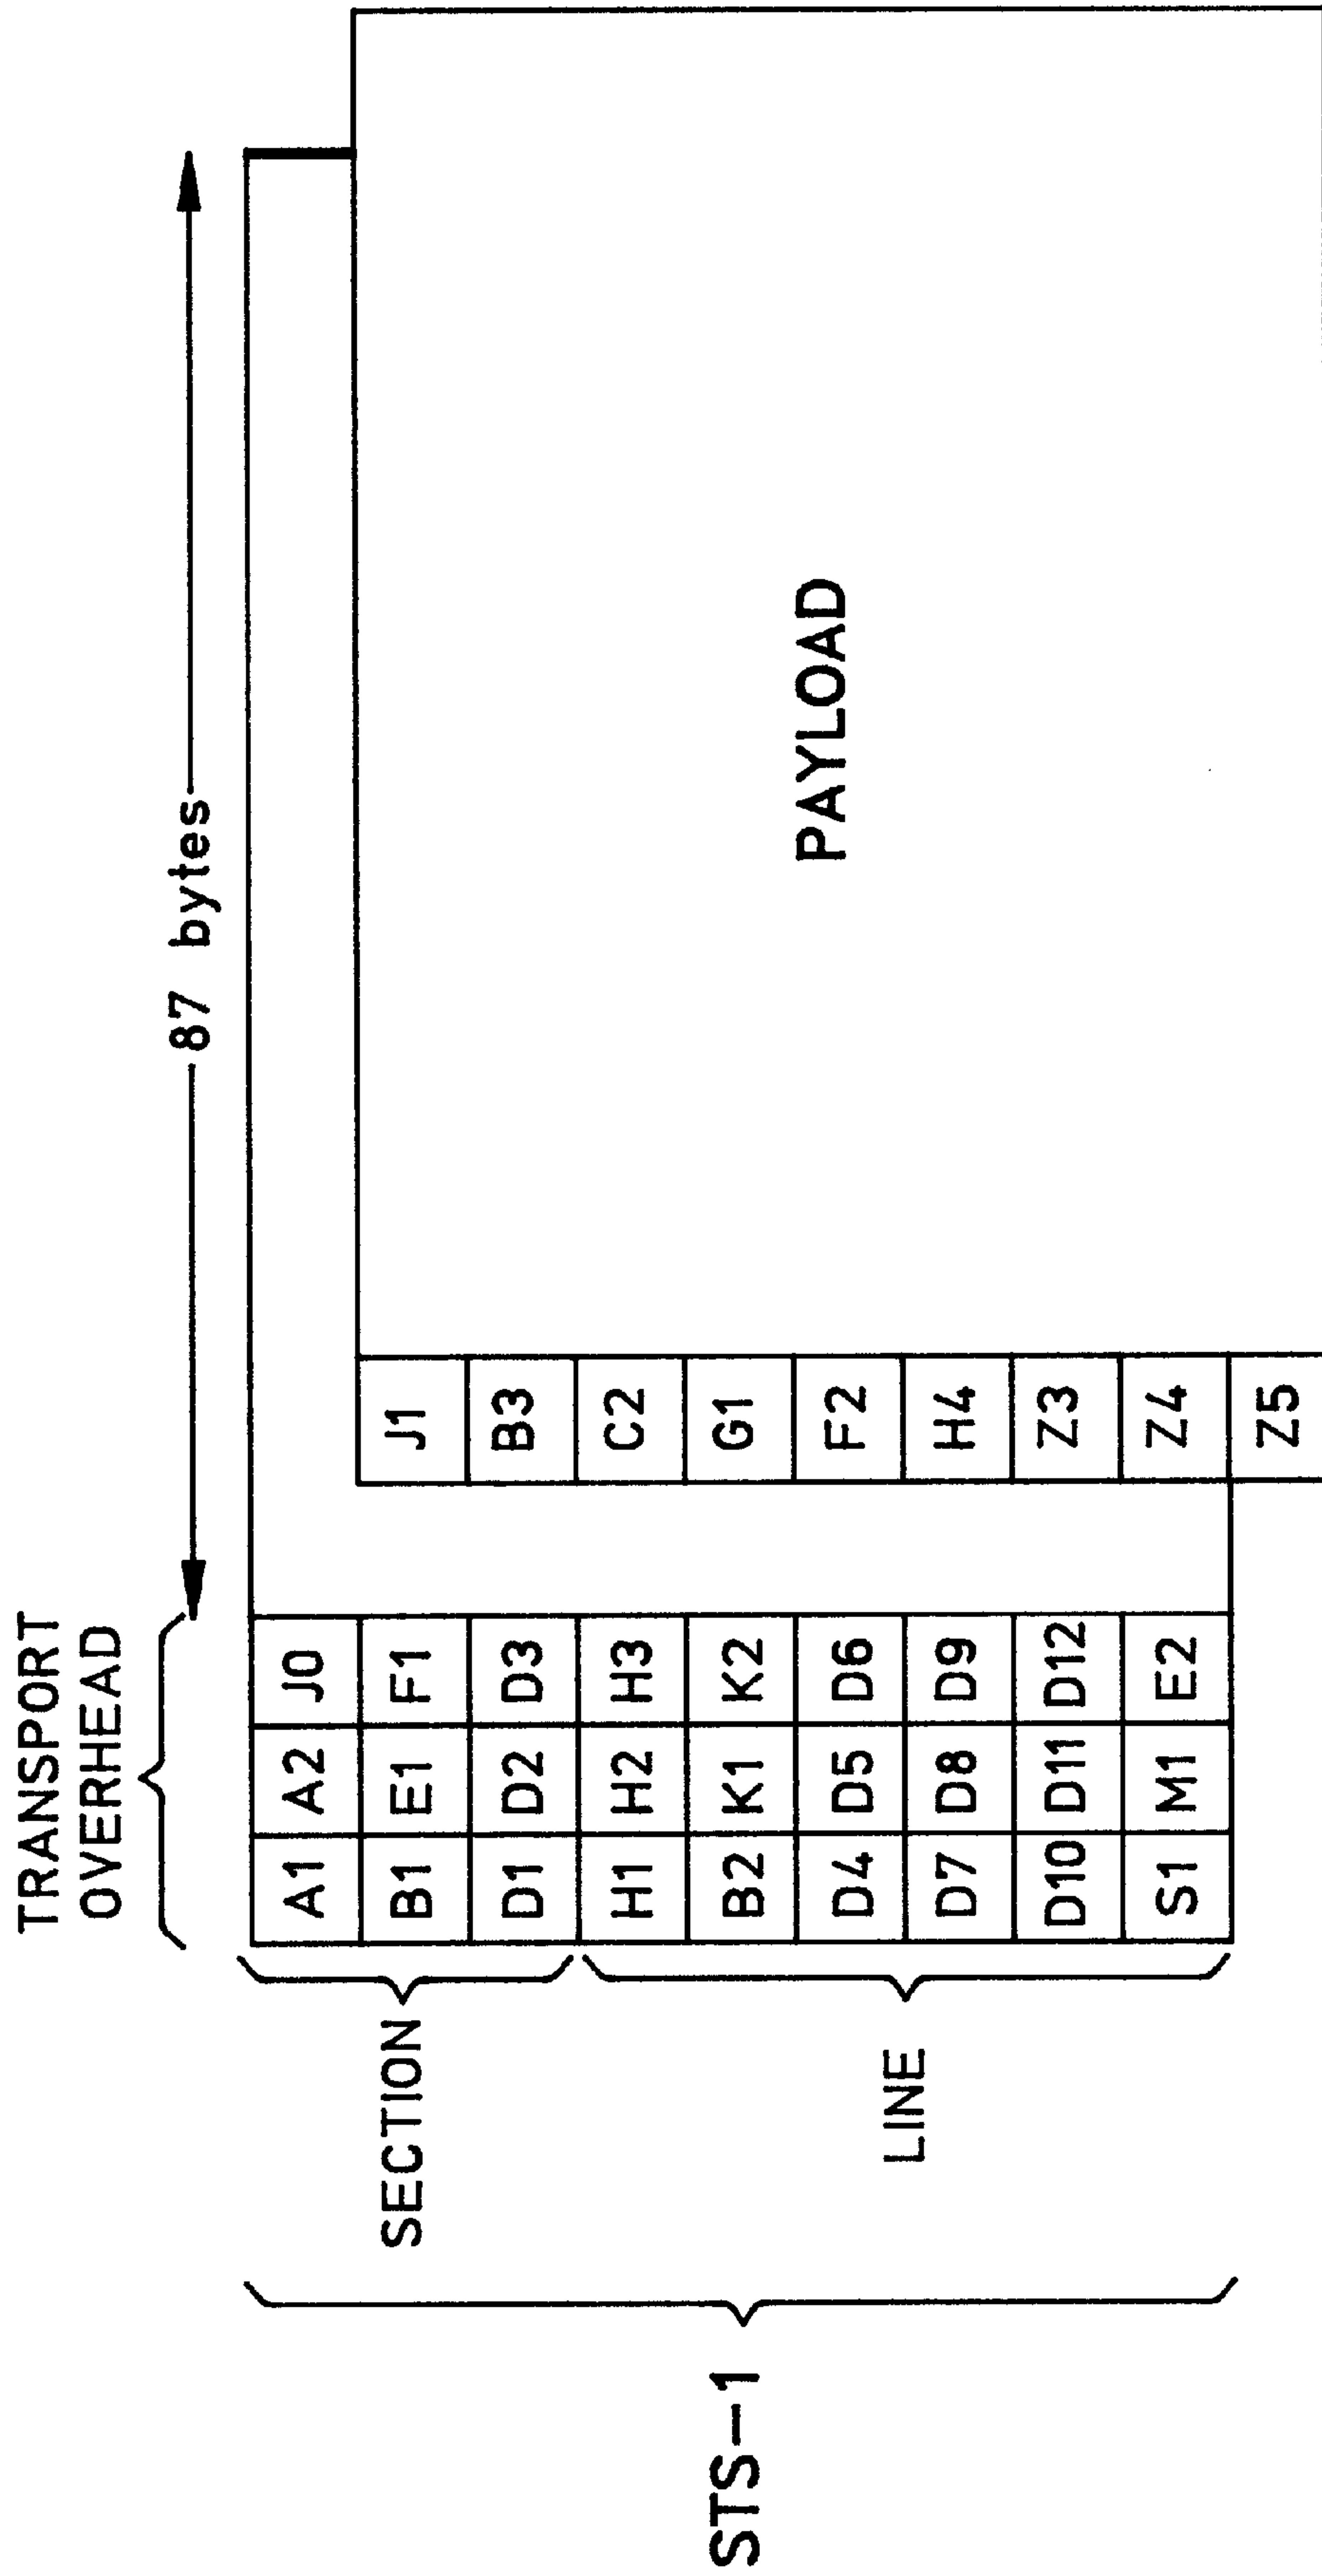 TRANSPORT
OVERHEAD
87 bytes
A1 A2 J0
B1 E1 F1 J1
D1 D2 D3 B3
H1 H2 H3 C2
B2 K1 K2 G1
D4 D5 D6 F2
D7 D8 D9 H4
D10 D11 D12 Z3
S1 M1 E2 Z4
Z5
SECTION
LINE
STS-1
PAYLOAD